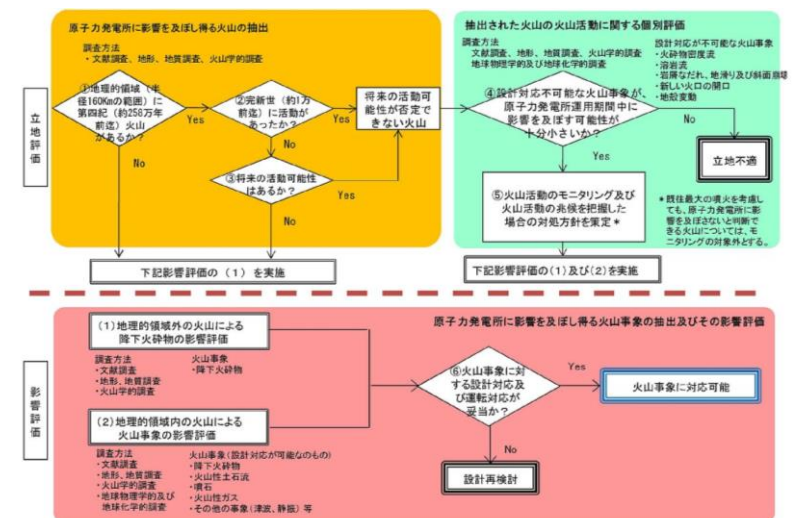 原子力発電所に影響を及ぼし得る火山の抽出
調査方法
・文献調査、地形、地質調査、火山学的調査
①地理的領域(半
径160Kmの範囲)に
第四紀(約258万年
前迄)火山
があるか?
Yes
No
②完新世(約1万
前迄)に活動が
あったか?
Yes
No
③将来の活動可能性
はあるか?
Yes
No
将来の活動可能
性が否定で
きない火山
立地評価
下記影響評価の(1)を実施
抽出された火山の火山活動に関する個別評価
調査方法
文献調査、地形、地質調査、火山学的調査
地球物理学的及び地球化学的調査
設計対応が不可能な火山事象
・火砕物密度流
・溶岩流
・岩屑なだれ、地滑り及び斜面崩壊
・新しい火口の開口
・地殻変動
④設計対応不可能な火山事象が、
原子力発電所運用期間中に
影響を及ぼす可能性が
十分小さいか?
No
Yes
立地不適
⑤火山活動のモニタリング及び
火山活動の兆候を把握した
場合の対処方針を策定*
*既往最大の噴火を考慮し
ても、原子力発電所に影
響を及ぼさないと判断で
きる火山については、モ
ニタリングの対象外とする。
下記影響評価の(1)及び(2)を実施
影響評価
原子力発電所に影響を及ぼし得る火山事象の抽出及びその影響評価
(1)地理的領域外の火山による
降下火砕物の影響評価
調査方法
・文献調査
・地形、地質調査
・火山学的調査
火山事象
・降下火砕物
(2)地理的領域内の火山による
火山事象の影響評価
調査方法
・文献調査
・地形、地質調査
・火山学的調査
・地球物理学的及び
地球化学的調査
火山事象(設計対応が可能なもの)
・降下火砕物
・火山性土石流
・噴石
・火山性ガス
・その他の事象(津波、静振)等
⑥火山事象に対
する設計対応及
び運転対応が
妥当か?
Yes
No
火山事象に対応可能
設計再検討